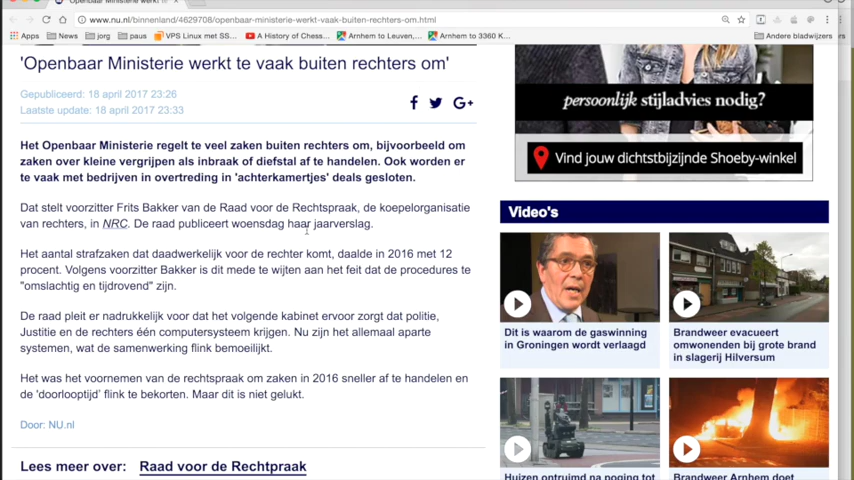 Openbaar Ministerie werkt te
www.nu.nl/binnenland/4629708/openbaar-ministerie-werkt-vaak-buiten-rechters-om.html
Apps News jorg paus VPS Linux met SS... A History of Chess... Arnhem to Leuven,... Arnhem to 3360 K... Andere bladwijzers
'Openbaar Ministerie werkt te vaak buiten rechters om'
Gepubliceerd: 18 april 2017 23:26
Laatste update: 18 april 2017 23:33
Het Openbaar Ministerie regelt te veel zaken buiten rechters om, bijvoorbeeld om
zaken over kleine vergrijpen als inbraak of diefstal af te handelen. Ook worden er
te vaak met bedrijven in overtreding in 'achterkamertjes' deals gesloten.
Dat stelt voorzitter Frits Bakker van de Raad voor de Rechtspraak, de koepelorganisatie
van rechters, in NRC. De raad publiceert woensdag haar jaarverslag.
Het aantal strafzaken dat daadwerkelijk voor de rechter komt, daalde in 2016 met 12
procent. Volgens voorzitter Bakker is dit mede te wijten aan het feit dat de procedures te
"omslachtig en tijdrovend" zijn.
De raad pleit er nadrukkelijk voor dat het volgende kabinet ervoor zorgt dat politie,
Justitie en de rechters één computersysteem krijgen. Nu zijn het allemaal aparte
systemen, wat de samenwerking flink bemoeilijkt.
Het was het voornemen van de rechtspraak om zaken in 2016 sneller af te handelen en
de 'doorlooptijd' flink te bekorten. Maar dit is niet gelukt.
Door: NU.nl
Lees meer over: Raad voor de Rechtpraak
persoonlijk stijladvies nodig?
Vind jouw dichtstbijzijnde Shoeby-winkel
Video's
Dit is waarom de gaswinning
in Groningen wordt verlaagd
Brandweer evacueert
omwonenden bij grote brand
in slagerij Hilversum
Huizen ontruimd na poging tot
Brandweer Arnhem doet